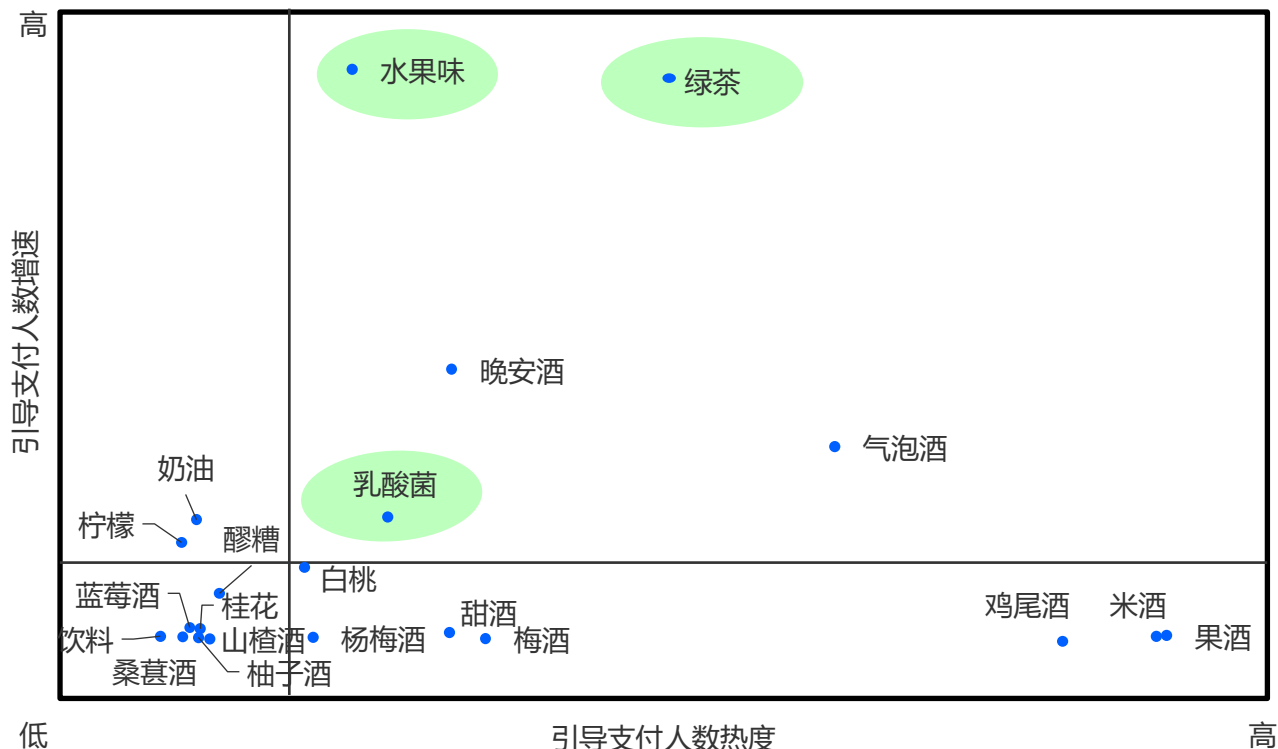 高
水果味
绿茶
引导支付人数增速
晚安酒
气泡酒
奶油
乳酸菌
柠檬
醪糟
白桃
蓝莓酒
桂花
甜酒
鸡尾酒
米酒
饮料
山楂酒
杨梅酒
梅酒
果酒
桑葚酒
柚子酒
低
引导支付人数热度
高